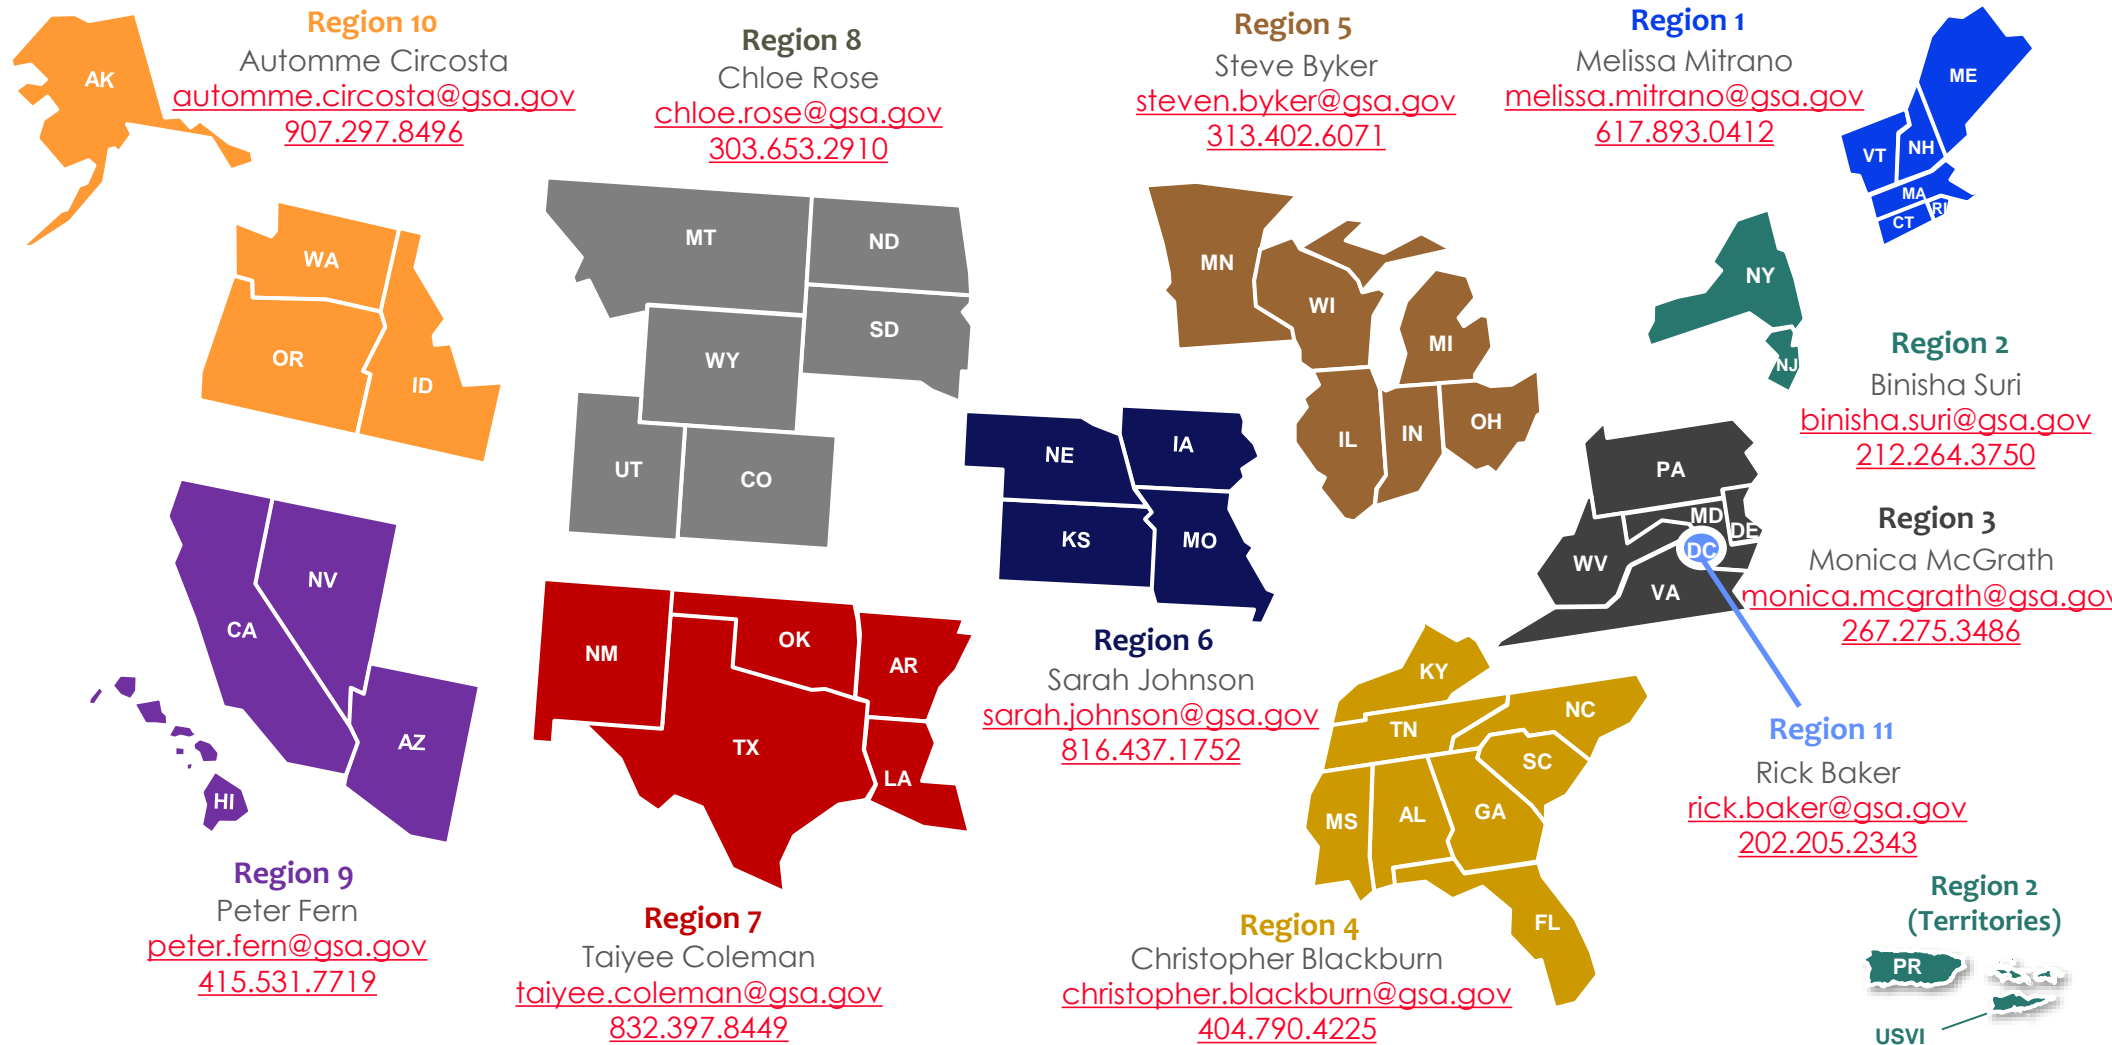 Region 10
Automme Circosta
automme.circosta@gsa.gov
907.297.8496
AK
WA
OR
ID
Region 8
Chloe Rose
chloe.rose@gsa.gov
303.653.2910
MT
ND
SD
WY
UT
CO
Region 5
Steve Byker
steven.byker@gsa.gov
313.402.6071
MN
WI
MI
IL
IN
OH
Region 1
Melissa Mitrano
melissa.mitrano@gsa.gov
617.893.0412
ME
VT
NH
MA
RI
CT
NY
NJ
Region 2
Binisha Suri
binisha.suri@gsa.gov
212.264.3750
PA
MD
DE
DC
WV
VA
Region 3
Monica McGrath
monica.mcgrath@gsa.gov
267.275.3486
NE
IA
KS
MO
Region 6
Sarah Johnson
sarah.johnson@gsa.gov
816.437.1752
NV
CA
AZ
HI
Region 9
Peter Fern
peter.fern@gsa.gov
415.531.7719
NM
OK
AR
TX
LA
Region 7
Taiyee Coleman
taiyee.coleman@gsa.gov
832.397.8449
KY
TN
NC
SC
MS
AL
GA
FL
Region 4
Christopher Blackburn
christopher.blackburn@gsa.gov
404.790.4225
Region 11
Rick Baker
rick.baker@gsa.gov
202.205.2343
Region 2
(Territories)
PR
USVI